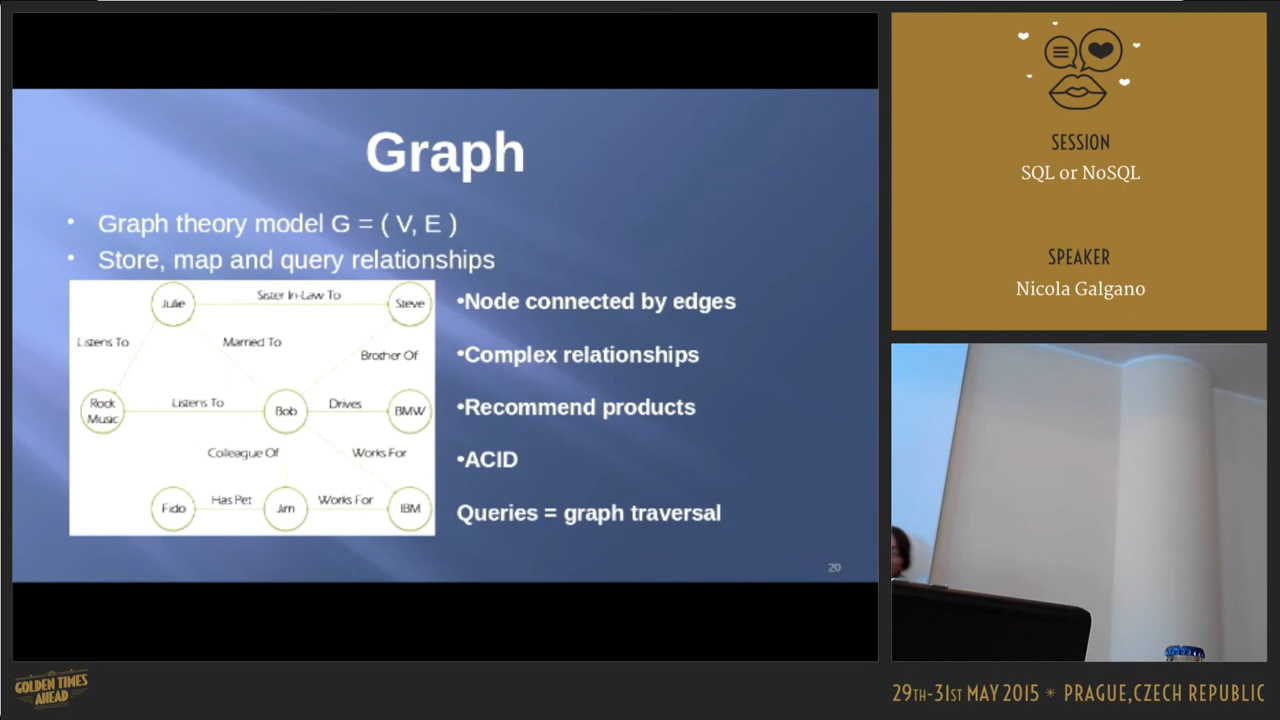 Graph
• Graph theory model G = ( V, E )
• Store, map and query relationships
Julie
Sister In-Law To
Steve
Listens To
Married To
Brother Of
Rock
Music
Listens To
Bob
Drives
BMW
Colleague Of
Works For
Fido
Has Pet
Jim
Works For
IBM
•Node connected by edges
•Complex relationships
•Recommend products
•ACID
Queries = graph traversal
20
SESSION
SQL or NoSQL
SPEAKER
Nicola Galgano
GOLDEN TIMES
AHEAD
29TH-31ST MAY 2015 * PRAGUE,CZECH REPUBLIC